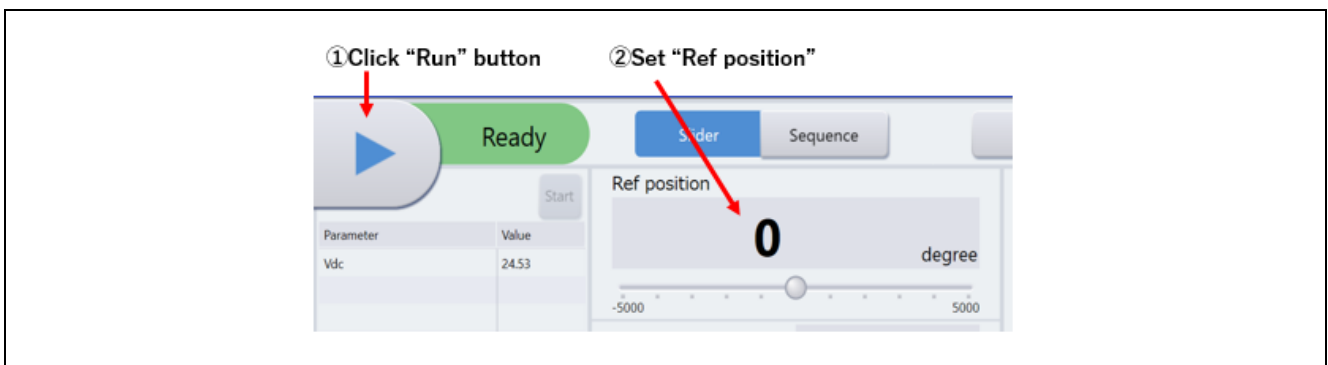 ①Click “Run” button
②Set “Ref position”
Ready
Slider
Sequence
Start
Ref position
0
degree
-5000
5000
Parameter
Value
Vdc
24.53